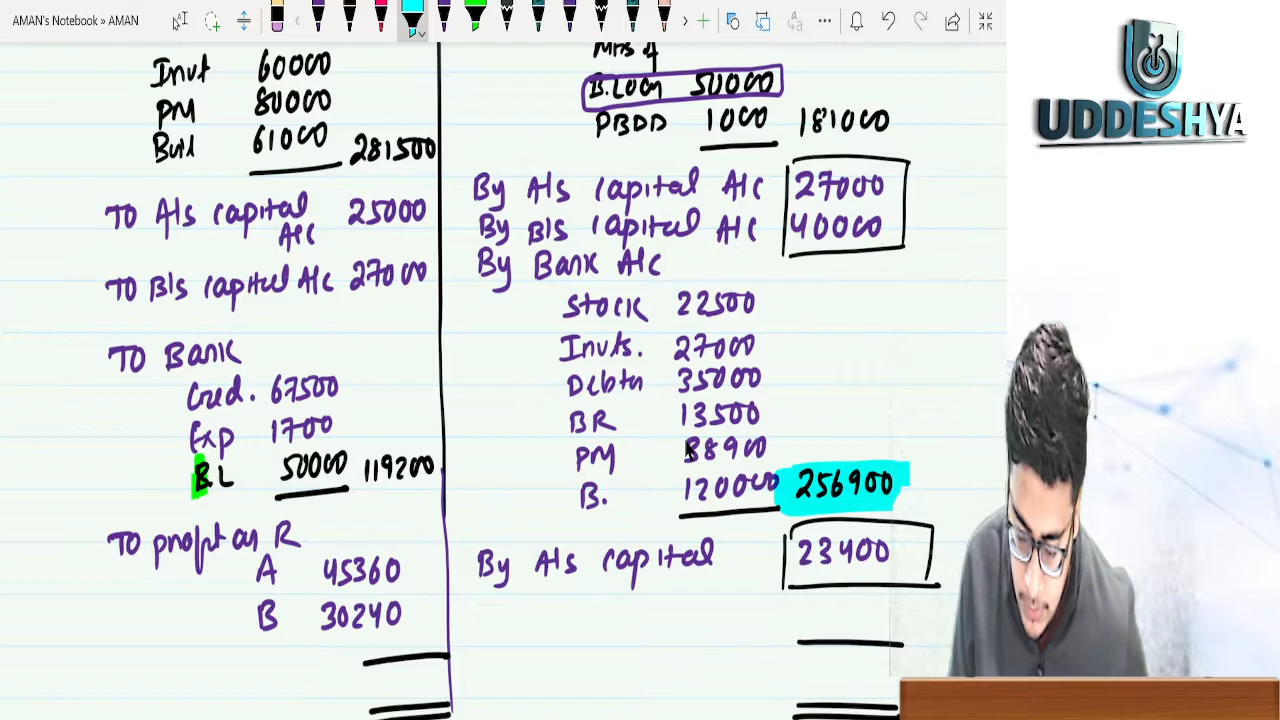 AMAN's Notebook » AMAN
UDDESHYA
Invt 60000
PM 80000
Buil 61000 281500
To A's capital A/c 25000
To B's capital A/c 27000
To Bank
Cred. 67500
Exp 1700
BL 50000 119200
To profit on R
A 45360
B 30240
B.Loan 50000
PBDD 1000 181000
By A's capital A/c 27000
By B's capital A/c 40000
By Bank A/c
Stock 22500
Invts. 27000
Debtn 35000
BR 13500
PM 38900
B. 120000 256900
By A's capital 23400